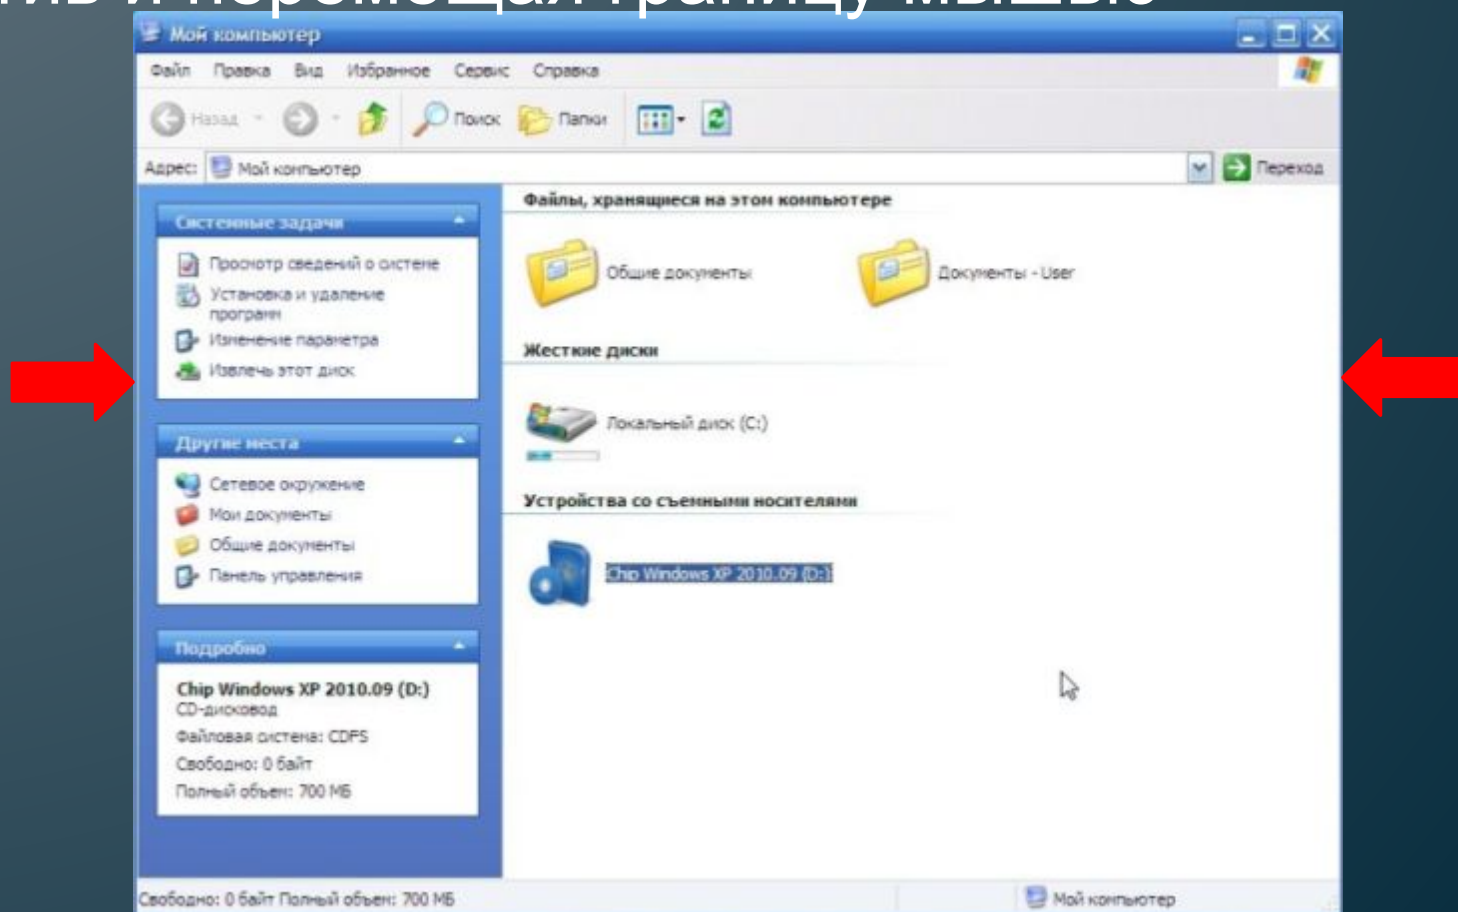 и перемещая границу мышью
Мой компьютер
Файл Правка Вид Избранное Сервис Справка
Назад Поиск Папки
Адрес: Мой компьютер Переход
Системные задачи
Просмотр сведений о системе
Установка и удаление
программ
Изменение параметра
Извлечь этот диск
Другие места
Сетевое окружение
Мои документы
Общие документы
Панель управления
Подробно
Chip Windows XP 2010.09 (D:)
CD-дисковод
Файловая система: CDFS
Свободно: 0 байт
Полный объем: 700 МБ
Файлы, хранящиеся на этом компьютере
Общие документы Документы - User
Жесткие диски
Локальный диск (C:)
Устройства со съемными носителями
Chip Windows XP 2010.09 (D:)
Свободно: 0 байт Полный объем: 700 МБ Мой компьютер